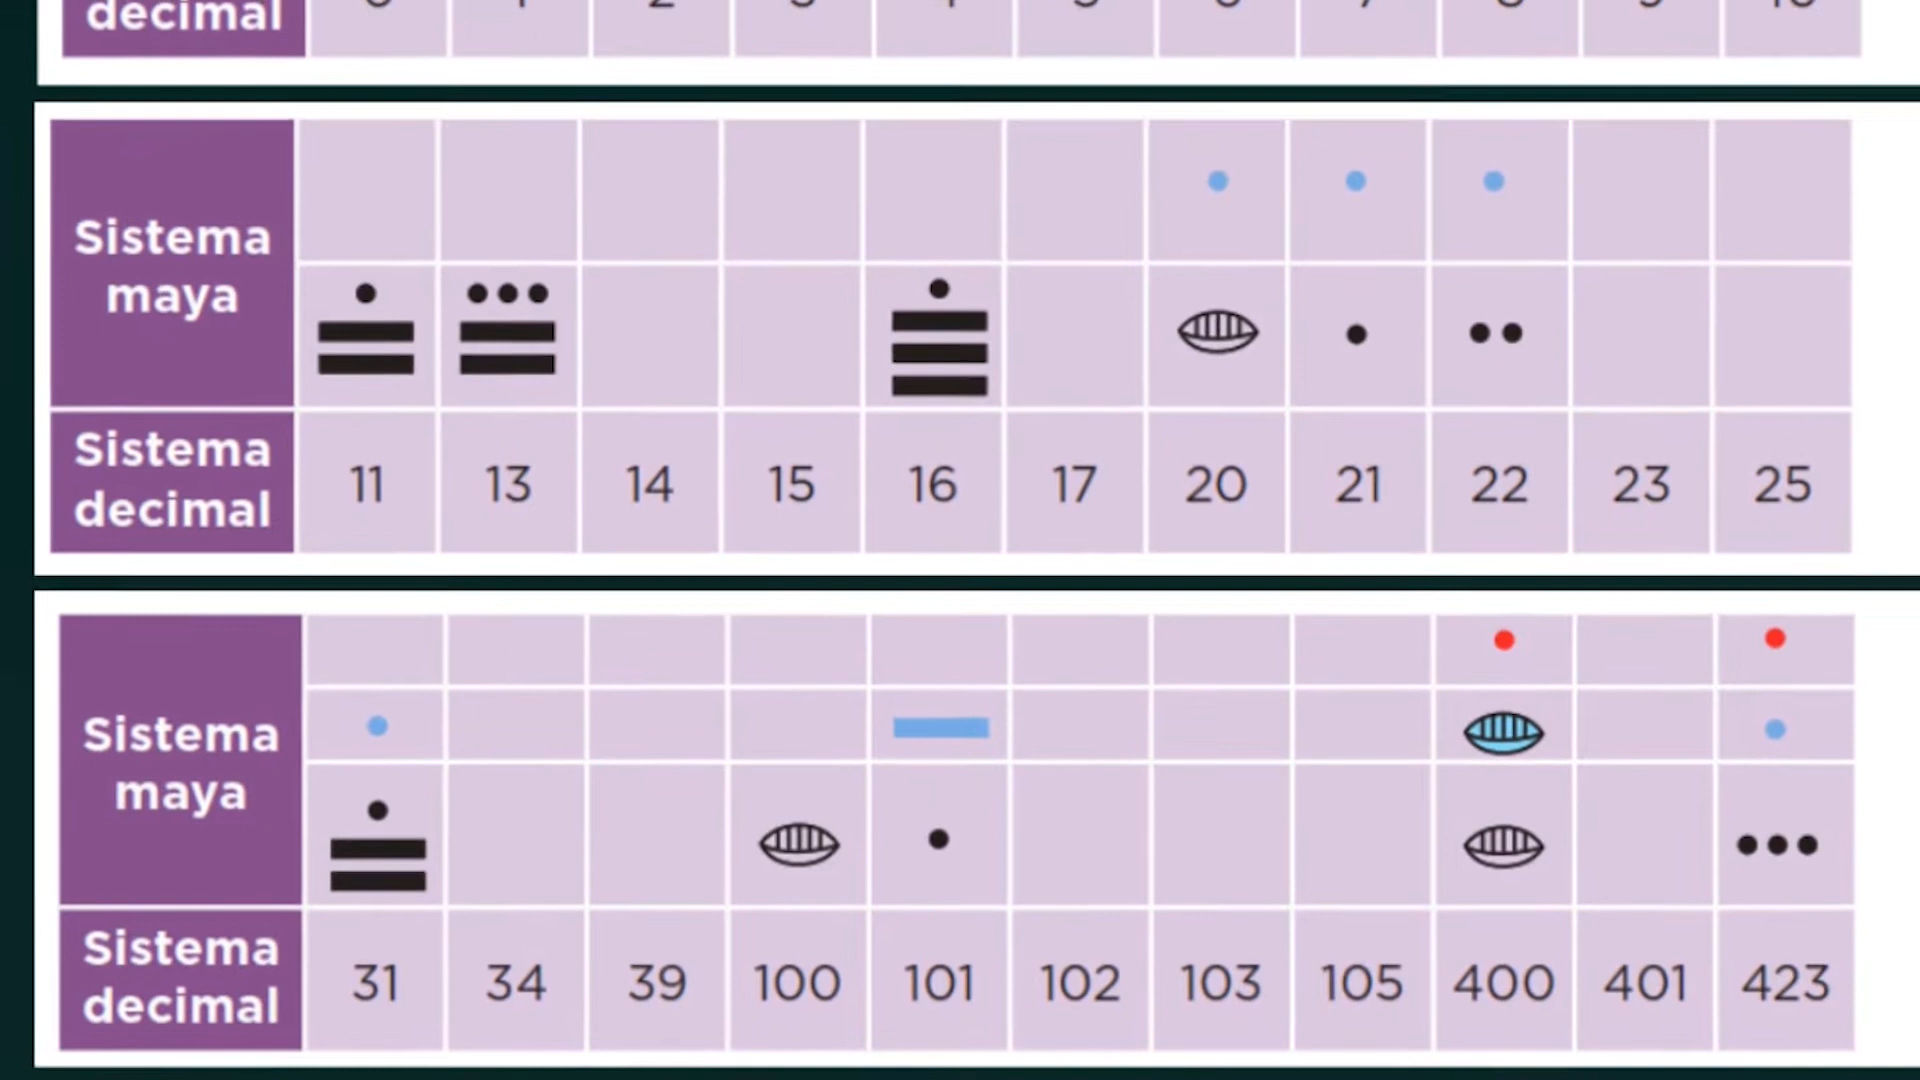 decimal
Sistema
maya
Sistema
decimal
11 13 14 15 16 17 20 21 22 23 25
Sistema
maya
Sistema
decimal
31 34 39 100 101 102 103 105 400 401 423